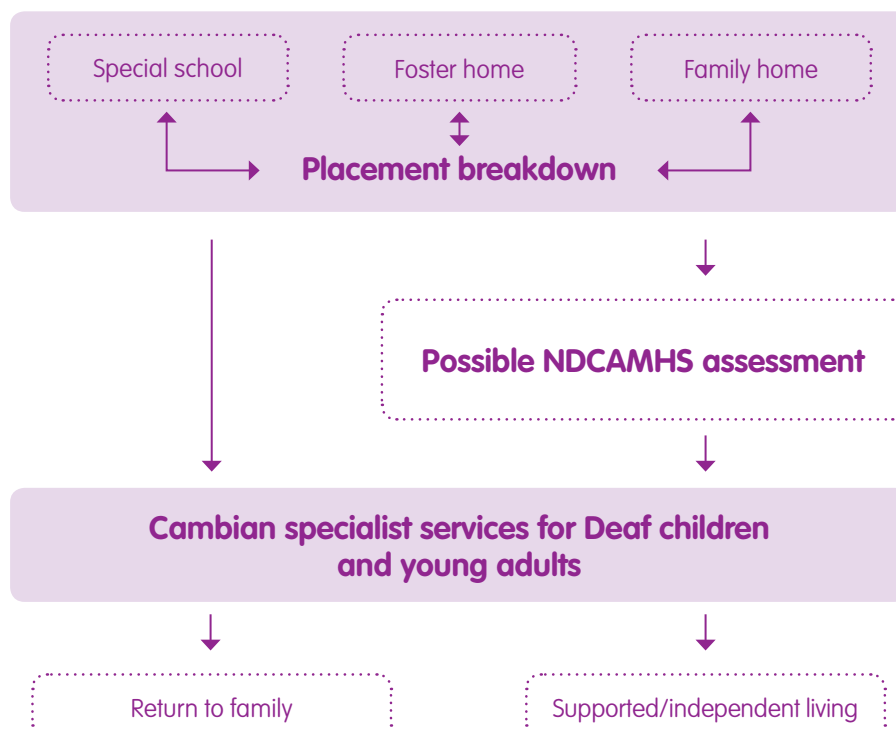 Special school
Foster home
Family home
Placement breakdown
Possible NDCAMHS assessment
Cambian specialist services for Deaf children
and young adults
Return to family
Supported/independent living